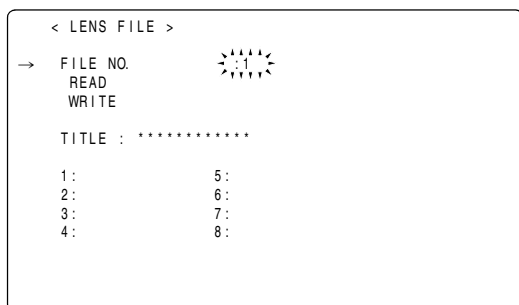 < LENS FILE >
→ FILE NO. :1
READ
WRITE
TITLE : ************
1: 5:
2: 6:
3: 7:
4: 8: